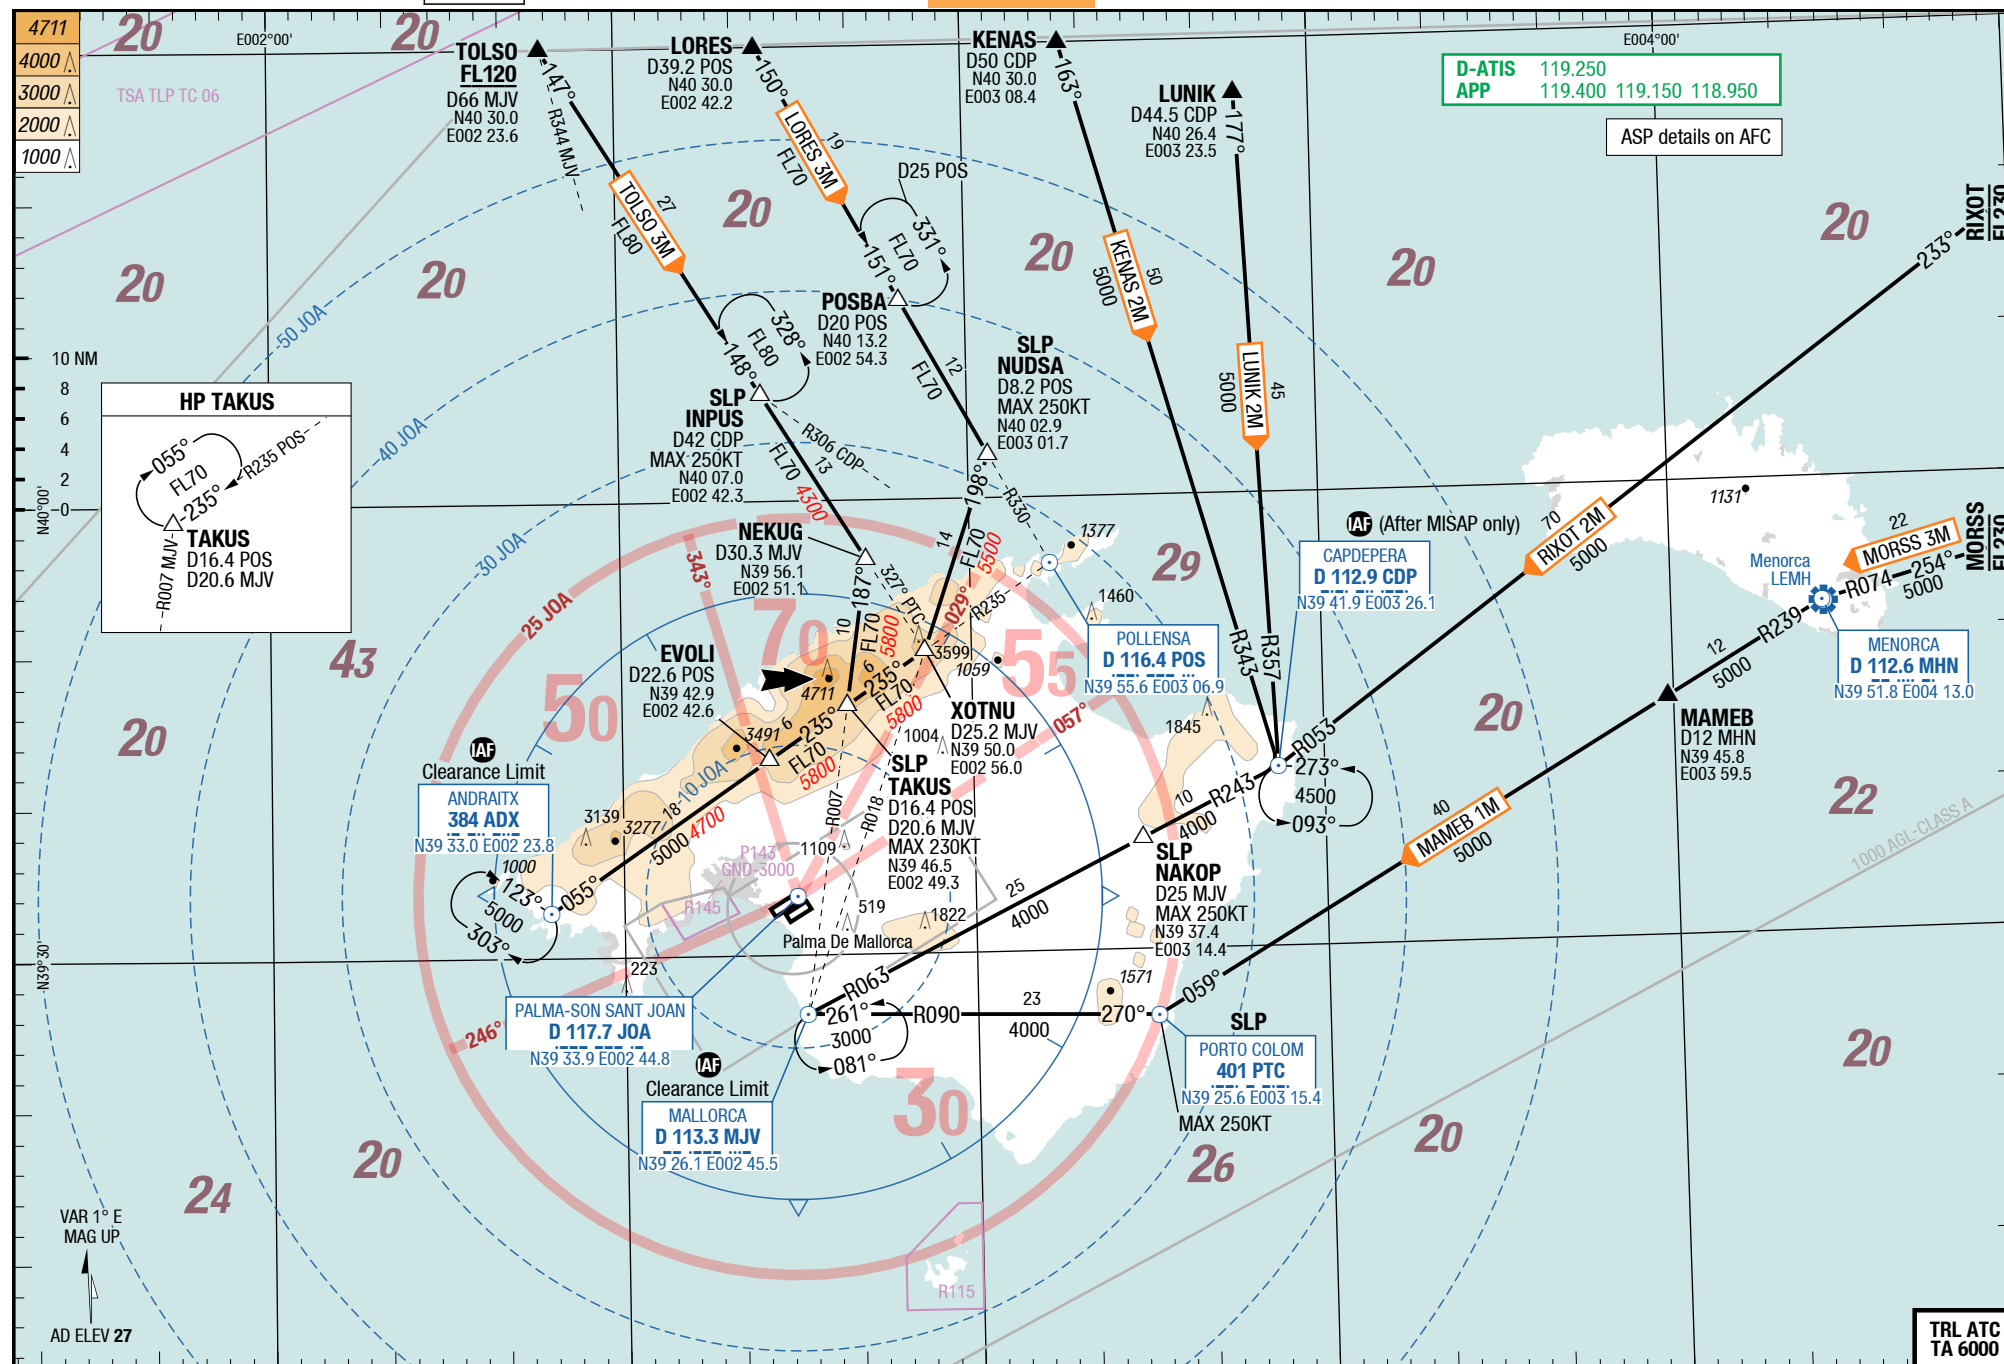 4711
4000
3000
2000
1000
E002°00'
E004°00'
TSA TLP TC 06
TOLSO
FL120
D66 MJV
N40 30.0
E002 23.6
LORES
D39.2 POS
N40 30.0
E002 42.2
KENAS
D50 CDP
N40 30.0
E003 08.4
LUNIK
D44.5 CDP
N40 26.4
E003 23.5
D-ATIS 119.250
APP 119.400 119.150 118.950
ASP details on AFC
RIXOT
FL230
233°
147°
R344 MJV
TOLSO 3M
27
FL80
150°
LORES 3M
19
FL70
D25 POS
331°
FL70
151°
163°
KENAS 2M
50
5000
177°
LUNIK 2M
45
5000
20
20
20
20
20
20
20
20
20
50 JOA
40 JOA
30 JOA
25 JOA
10 JOA
10 NM
8
6
4
2
0
N40°00'
N39°30'
HP TAKUS
055°
FL70
235°
R235 POS
TAKUS
D16.4 POS
D20.6 MJV
R007 MJV
328°
FL80
148°
POSBA
D20 POS
N40 13.2
E002 54.3
12
FL70
SLP
NUDSA
D8.2 POS
MAX 250KT
N40 02.9
E003 01.7
SLP
INPUS
D42 CDP
MAX 250KT
N40 07.0
E002 42.3
R306 CDP
13
FL70 4300
198°
R330
14
FL70
5500
NEKUG
D30.3 MJV
N39 56.1
E002 51.1
327° PTC
187°
10
FL70
5800
343°
029°
057°
246°
R235
1377
1460
29
IAF (After MISAP only)
CAPDEPERA
D 112.9 CDP
N39 41.9 E003 26.1
POLLENSA
D 116.4 POS
N39 55.6 E003 06.9
R343
R357
RIXOT 2M
70
5000
1131
Menorca
LEMH
22
MORSS 3M
254°
R074
5000
MORSS
FL230
R239
12
5000
MENORCA
D 112.6 MHN
N39 51.8 E004 13.0
MAMEB
D12 MHN
N39 45.8
E003 59.5
43
50
70
55
30
EVOLI
D22.6 POS
N39 42.9
E002 42.6
4711
3599
1059
6
235°
FL70
5800
3491
6
235°
FL70
5800
XOTNU
D25.2 MJV
N39 50.0
E002 56.0
1004
SLP
TAKUS
D16.4 POS
D20.6 MJV
MAX 230KT
N39 46.5
E002 49.3
R007
R018
1845
R053
273°
4500
093°
10
R243
4000
SLP
NAKOP
D25 MJV
MAX 250KT
N39 37.4
E003 14.4
40
MAMEB 1M
5000
20
20
22
1000 AGL-CLASS A
IAF
Clearance Limit
ANDRAITX
384 ADX
N39 33.0 E002 23.8
3139
3277
18
5000
4700
1000
123°
5000
303°
055°
P143
GND-3000
1109
R145
519
1822
Palma De Mallorca
223
25
4000
R063
261°
3000
081°
R090
23
4000
270°
1571
059°
PALMA-SON SANT JOAN
D 117.7 JOA
N39 33.9 E002 44.8
IAF
Clearance Limit
MALLORCA
D 113.3 MJV
N39 26.1 E002 45.5
SLP
PORTO COLOM
401 PTC
N39 25.6 E003 15.4
MAX 250KT
24
20
26
20
20
R115
VAR 1° E
MAG UP
AD ELEV 27
TRL ATC
TA 6000